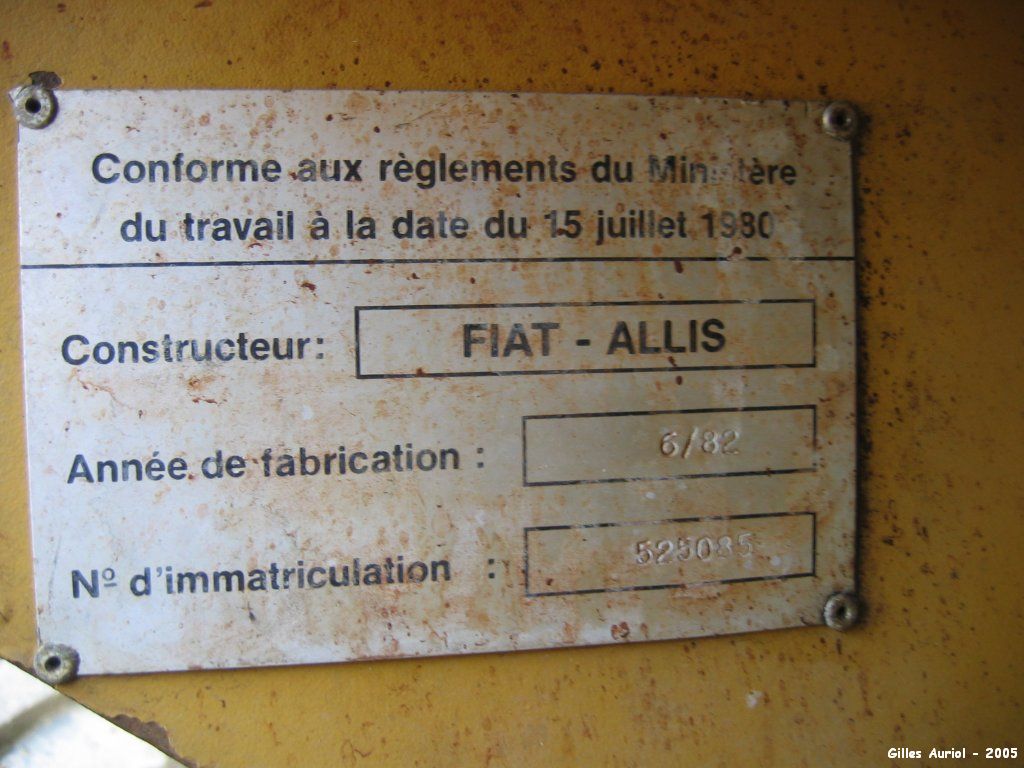 Conforme aux règlements du Ministère
du travail à la date du 15 juillet 1980
Constructeur: FIAT - ALLIS
Année de fabrication : 6/82
Nº d'immatriculation : 525085
Gilles Auriol - 2005